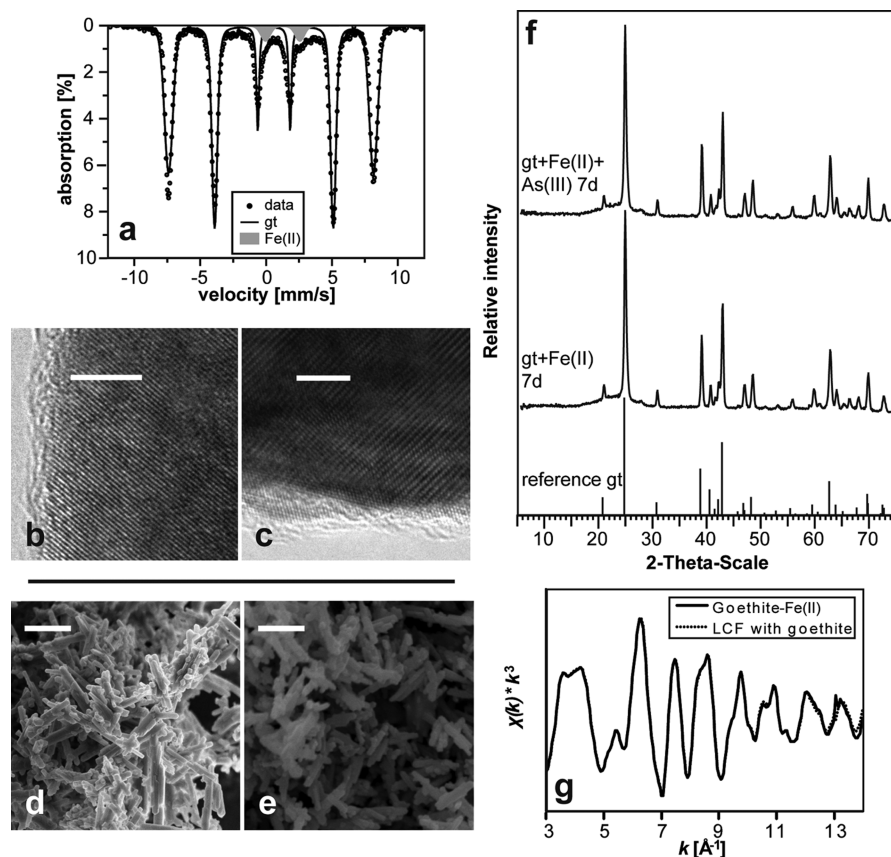 0
2
4
6
8
10
absorption [%]
a
data
gt
Fe(II)
-10 -5 0 5 10
velocity [mm/s]
b
c
d
e
f
gt+Fe(II)+
As(III) 7d
gt+Fe(II)
7d
reference gt
Relative intensity
10 20 30 40 50 60 70
2-Theta-Scale
Goethite-Fe(II)
LCF with goethite
χ(k)*k³
g
3 5 7 9 11 13
k [Å⁻¹]